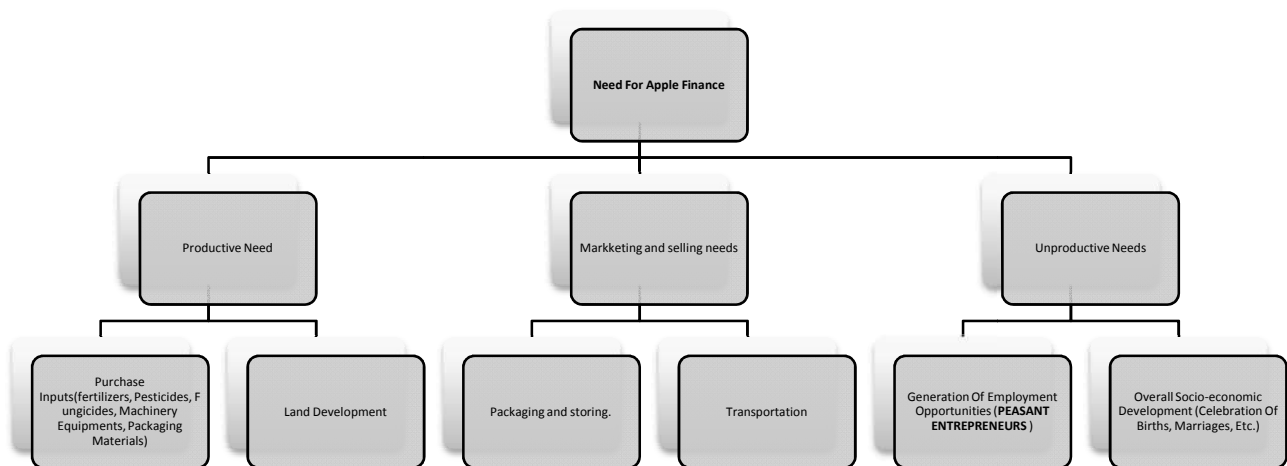 Need For Apple Finance
Productive Need
Markketing and selling needs
Unproductive Needs
Purchase
Inputs(fertilizers, Pesticides, F
ungicides, Machinery
Equipments, Packaging
Materials)
Land Development
Packaging and storing.
Transportation
Generation Of Employment
Opportunities (PEASANT
ENTREPRENEURS )
Overall Socio-economic
Development (Celebration Of
Births, Marriages, Etc.)